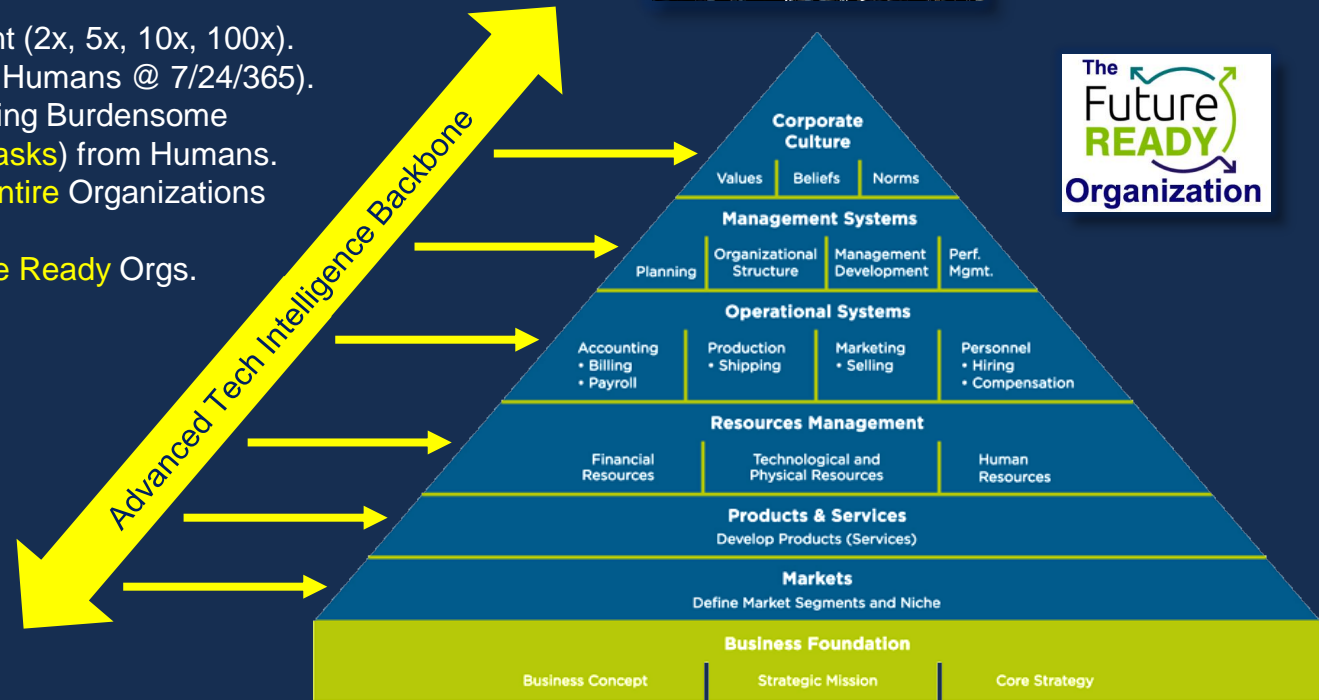 nt (2x, 5x, 10x, 100x).
Humans @ 7/24/365).
ing Burdensome
asks) from Humans.
ntire Organizations
e Ready Orgs.
Advanced Tech Intelligence Backbone
The
Future
READY
Organization
Corporate
Culture
Values Beliefs Norms
Management Systems
Planning
Organizational
Structure
Management
Development
Perf.
Mgmt.
Operational Systems
Accounting
• Billing
• Payroll
Production
• Shipping
Marketing
• Selling
Personnel
• Hiring
• Compensation
Resources Management
Financial
Resources
Technological and
Physical Resources
Human
Resources
Products & Services
Develop Products (Services)
Markets
Define Market Segments and Niche
Business Foundation
Business Concept Strategic Mission Core Strategy